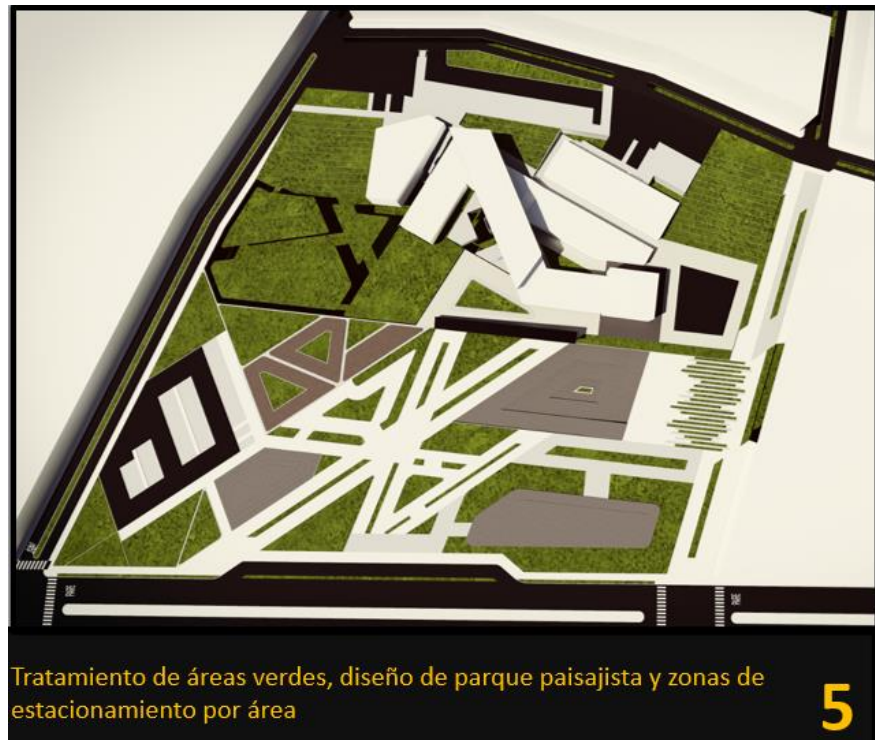 Tratamiento de áreas verdes, diseño de parque paisajista y zonas de
estacionamiento por área
5